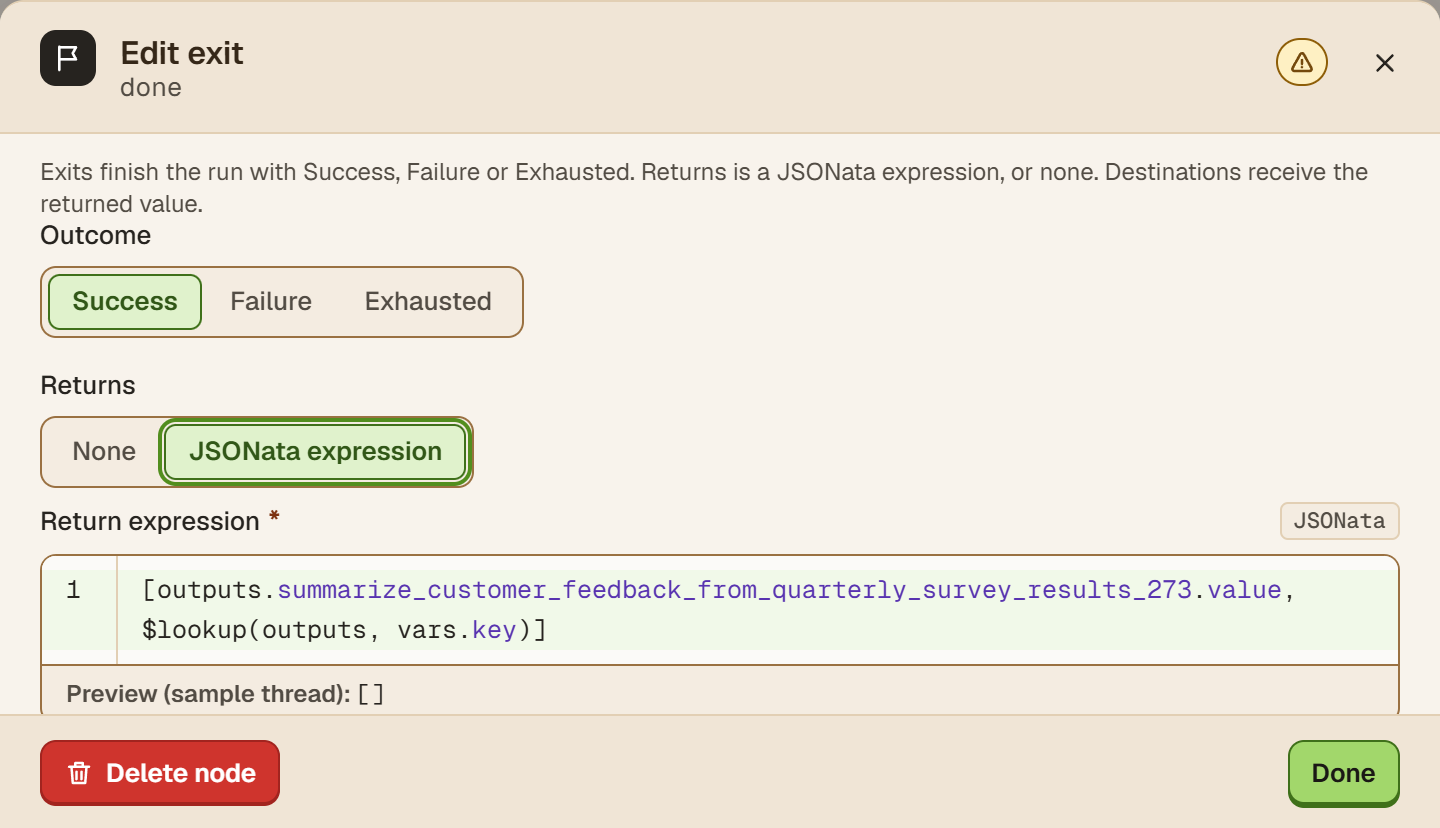 Edit exit
done
Exits finish the run with Success, Failure or Exhausted. Returns is a JSONata expression, or none. Destinations receive the
returned value.
Outcome
Success Failure Exhausted
Returns
None JSONata expression
Return expression *
JSONata
1 [outputs.summarize_customer_feedback_from_quarterly_survey_results_273.value,
$lookup(outputs, vars.key)]
Preview (sample thread): []
Delete node
Done